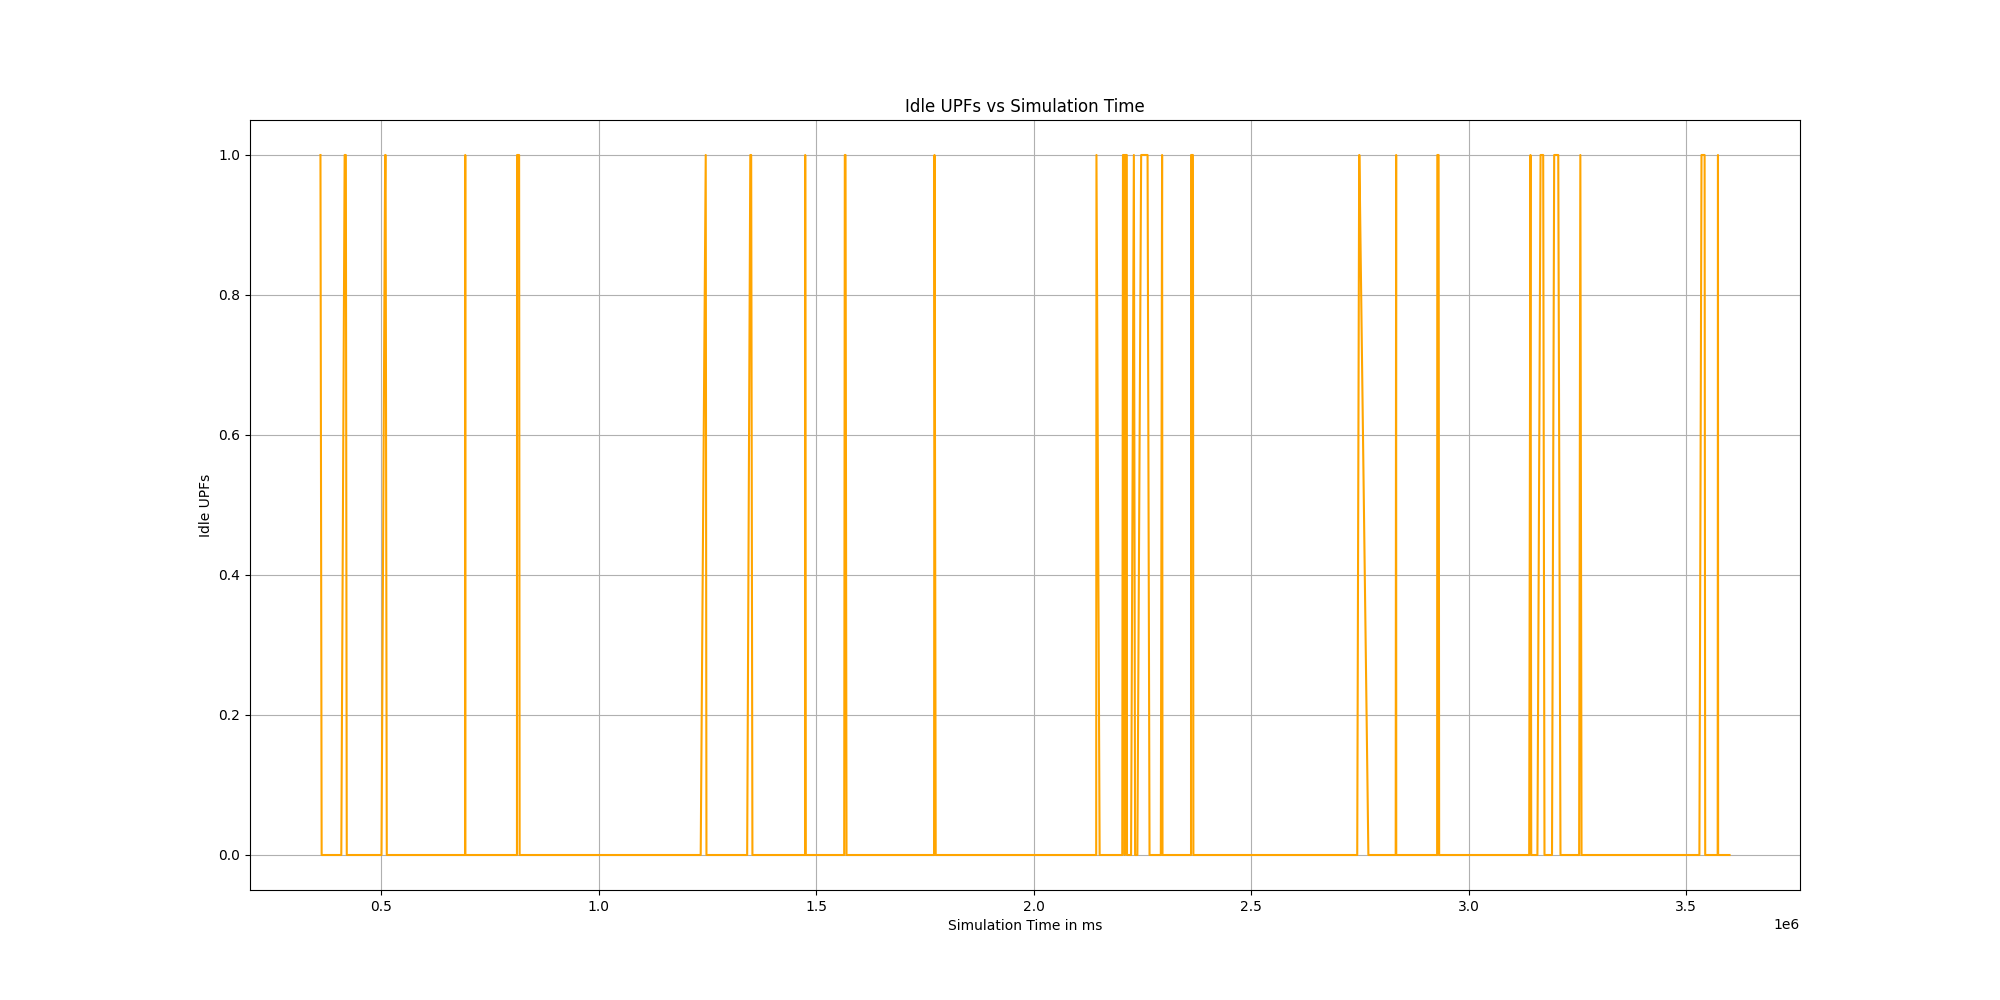 Idle UPFs vs Simulation Time
1.0
0.8
0.6
0.4
0.2
0.0
Idle UPFs
0.5 1.0 1.5 2.0 2.5 3.0 3.5
Simulation Time in ms
1e6